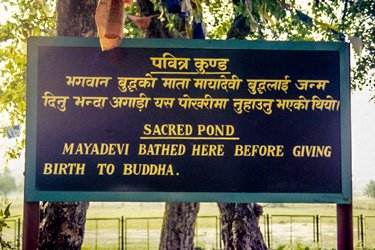 पवित्र कुण्ड
भगवान बुद्धको माता मायादेवी बुद्धलाई जन्म
दिनु भन्दा अगाडी यस पोखरीमा नुहाउनु भएको थियो।
SACRED POND
MAYADEVI BATHED HERE BEFORE GIVING
BIRTH TO BUDDHA.